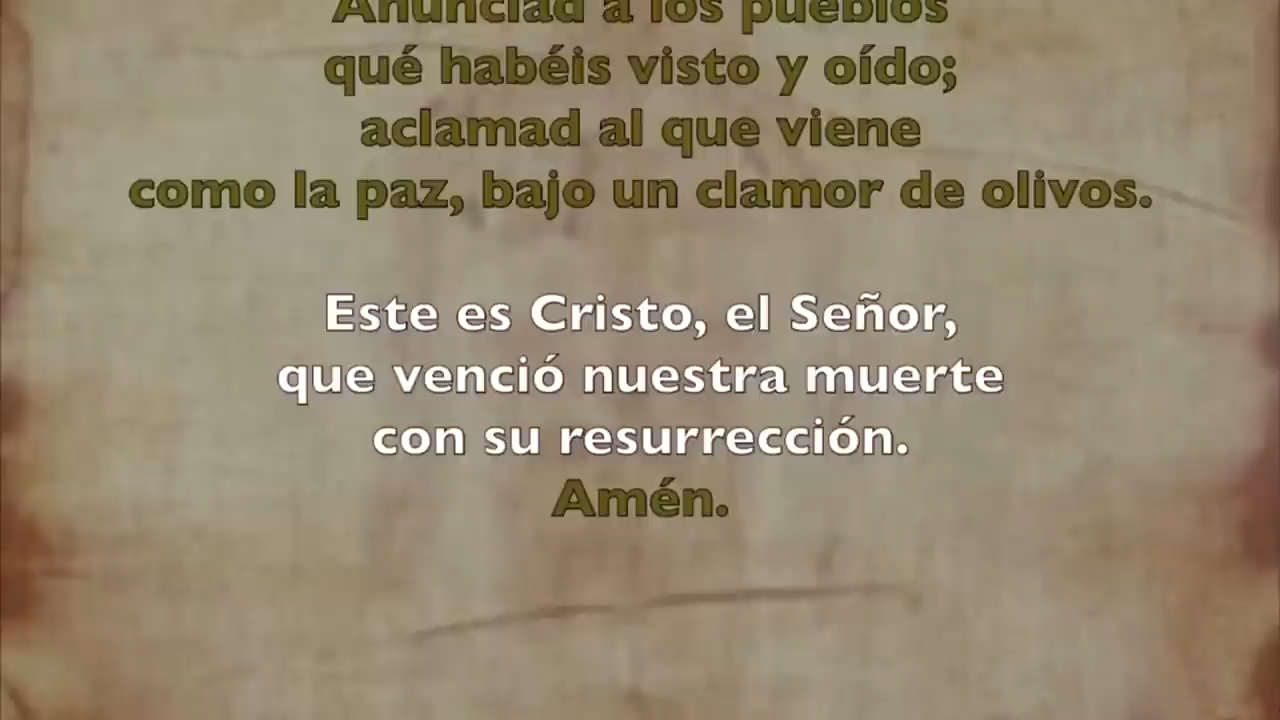 Anunciad a los pueblos
qué habéis visto y oído;
aclamad al que viene
como la paz, bajo un clamor de olivos.
Este es Cristo, el Señor,
que venció nuestra muerte
con su resurrección.
Amén.